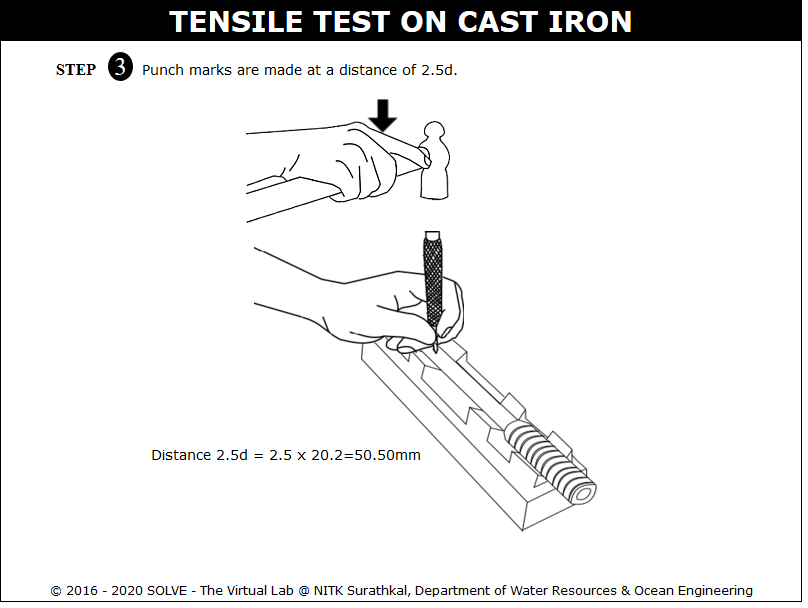 TENSILE TEST ON CAST IRON
STEP 3 Punch marks are made at a distance of 2.5d.
Distance 2.5d = 2.5 x 20.2=50.50mm
© 2016 - 2020 SOLVE - The Virtual Lab @ NITK Surathkal, Department of Water Resources & Ocean Engineering